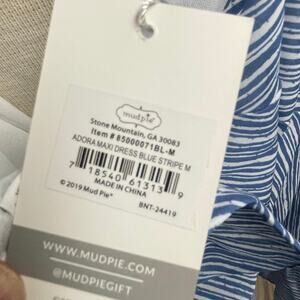 mudpie®
Stone Mountain, GA 30083
Item # 85000071BL-M
ADORA MAXI DRESS BLUE STRIPE M
7 18540 61313 9
MADE IN CHINA
©2019 Mud Pie®
BNT-24419
WWW.MUDPIE.COM
@MUDPIEGIFT